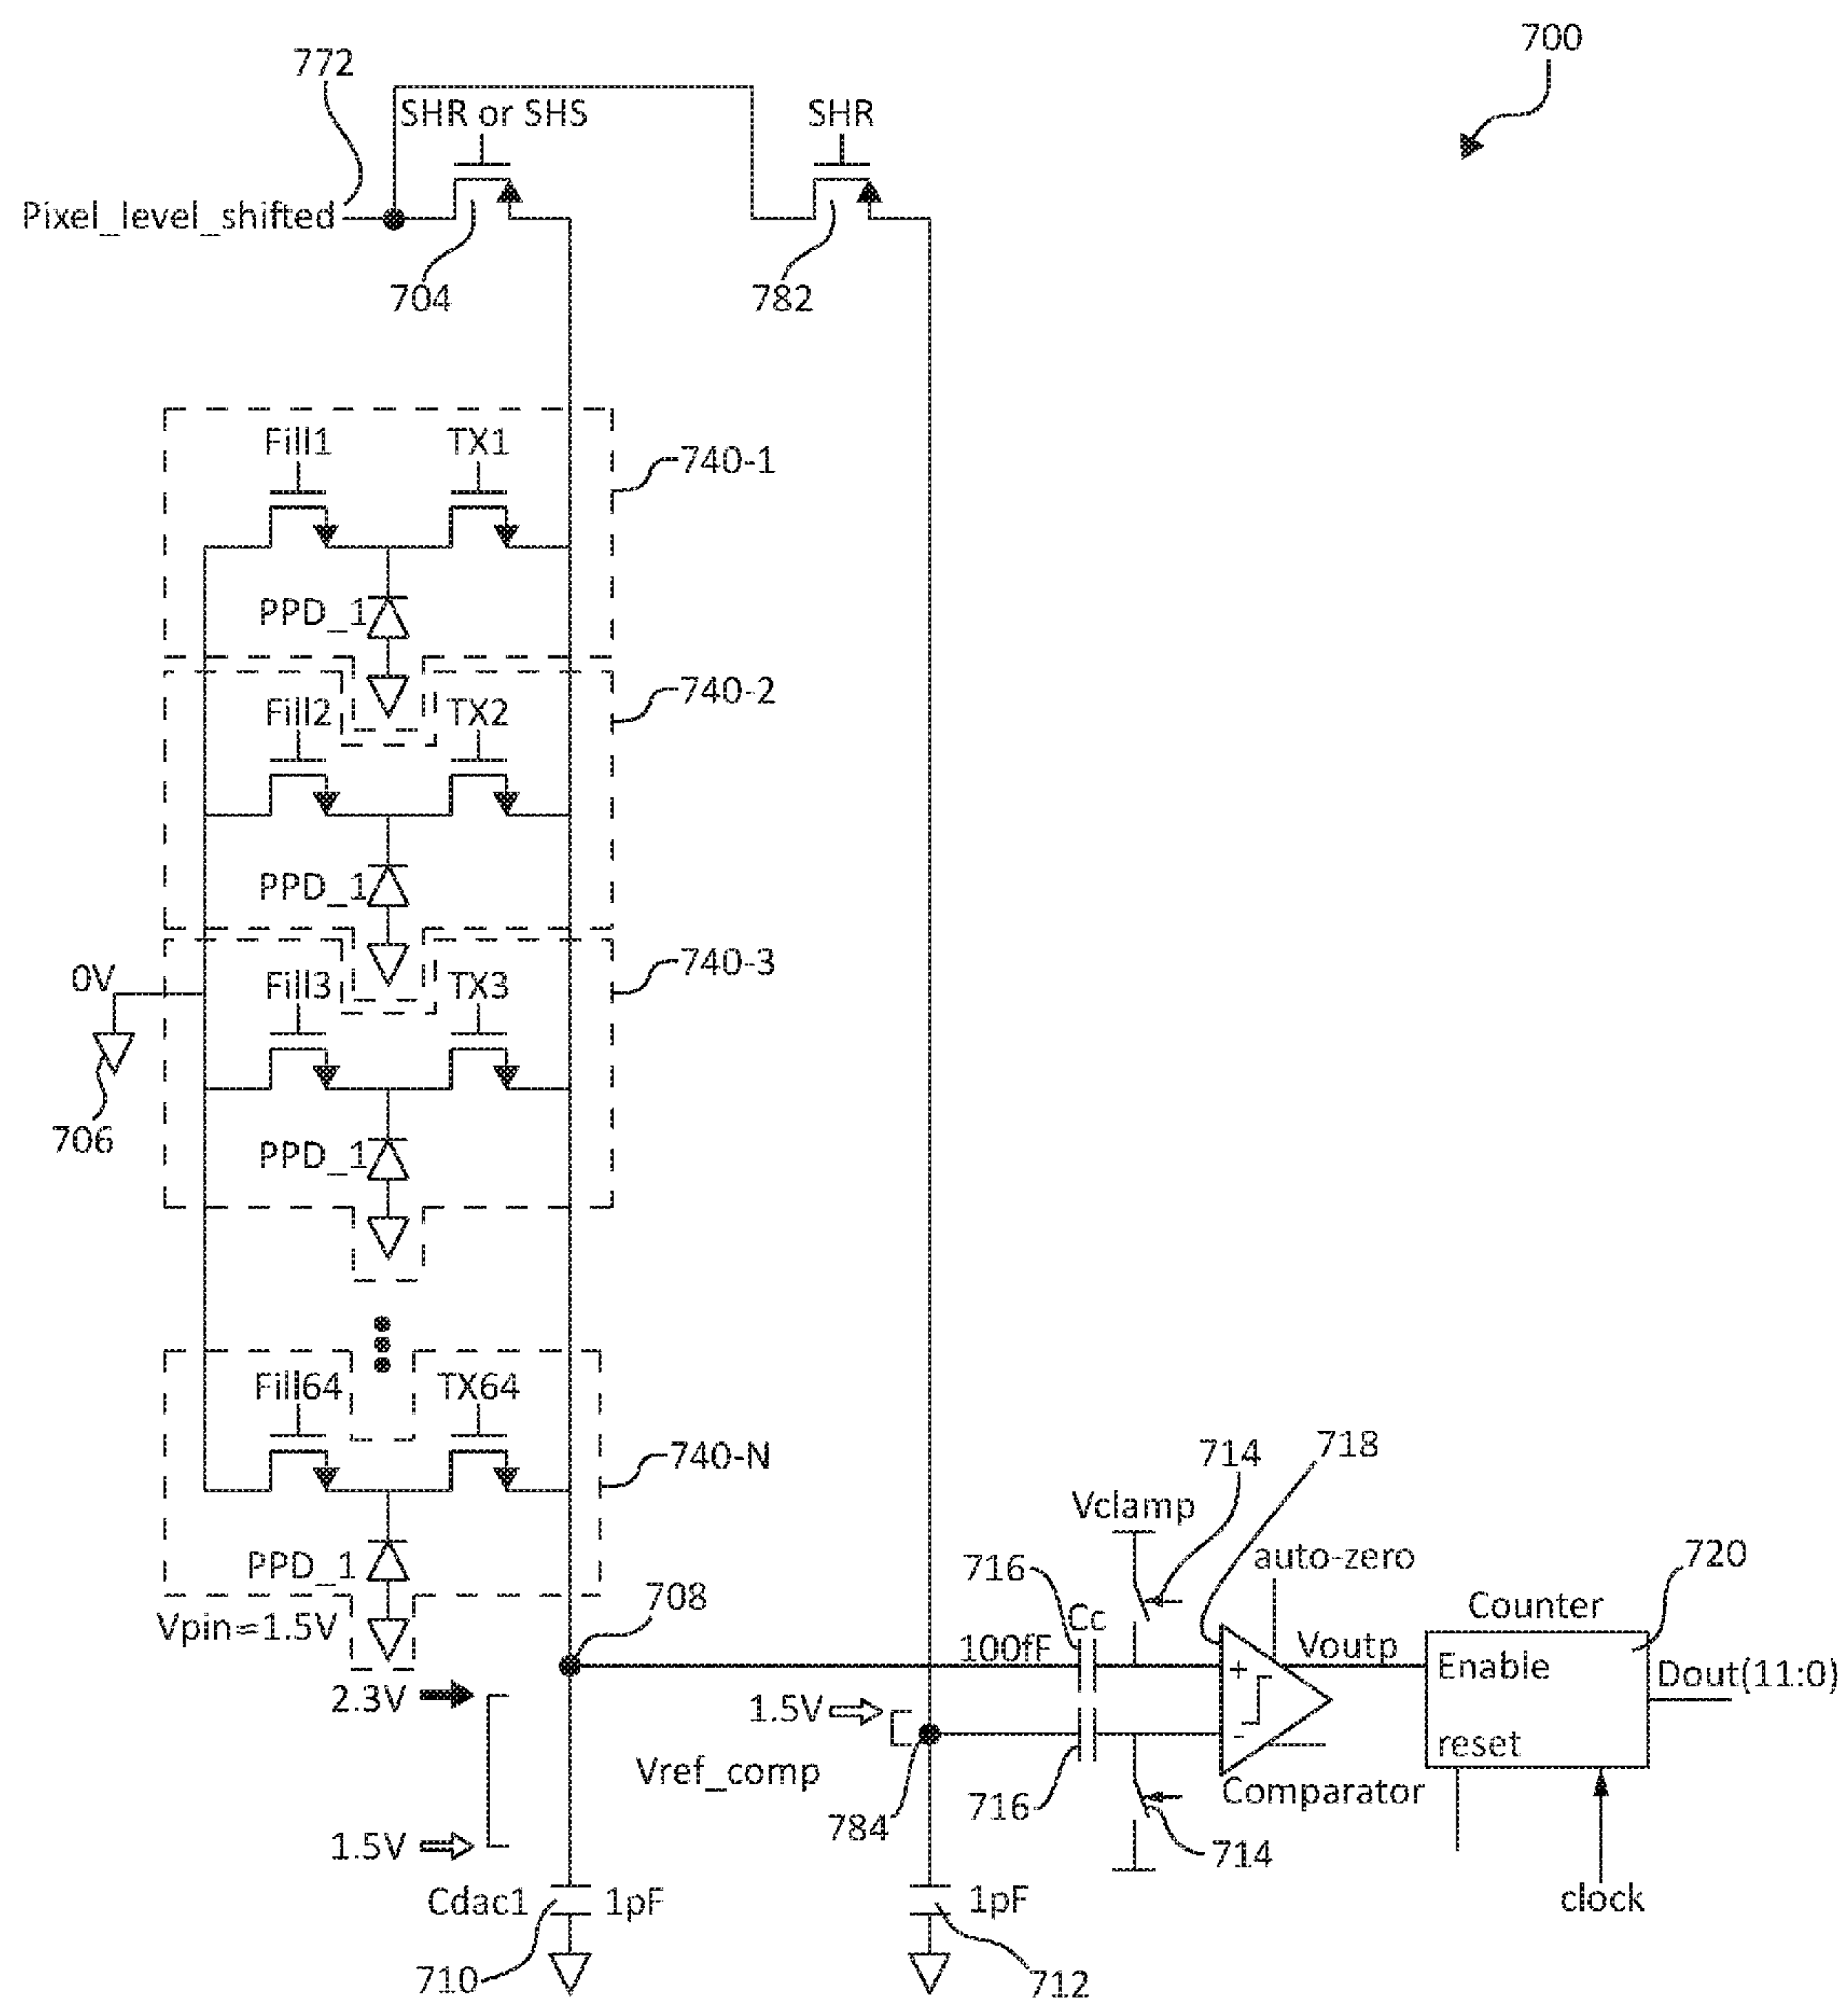 700
772
SHR or SHS
SHR
Pixel_level_shifted
704
782
Fill1
TX1
740-1
PPD_1
740-2
Fill2
TX2
PPD_1
740-3
0V
Fill3
TX3
706
PPD_1
Fill64
TX64
740-N
PPD_1
Vpin=1.5V
708
714
718
Vclamp
716
auto-zero
720
Cc
Counter
100fF
+
Voutp
Enable
Dout(11:0)
2.3V
1.5V
-
reset
Vref_comp
784
716
Comparator
1.5V
714
Cdac1
1pF
1pF
clock
710
712